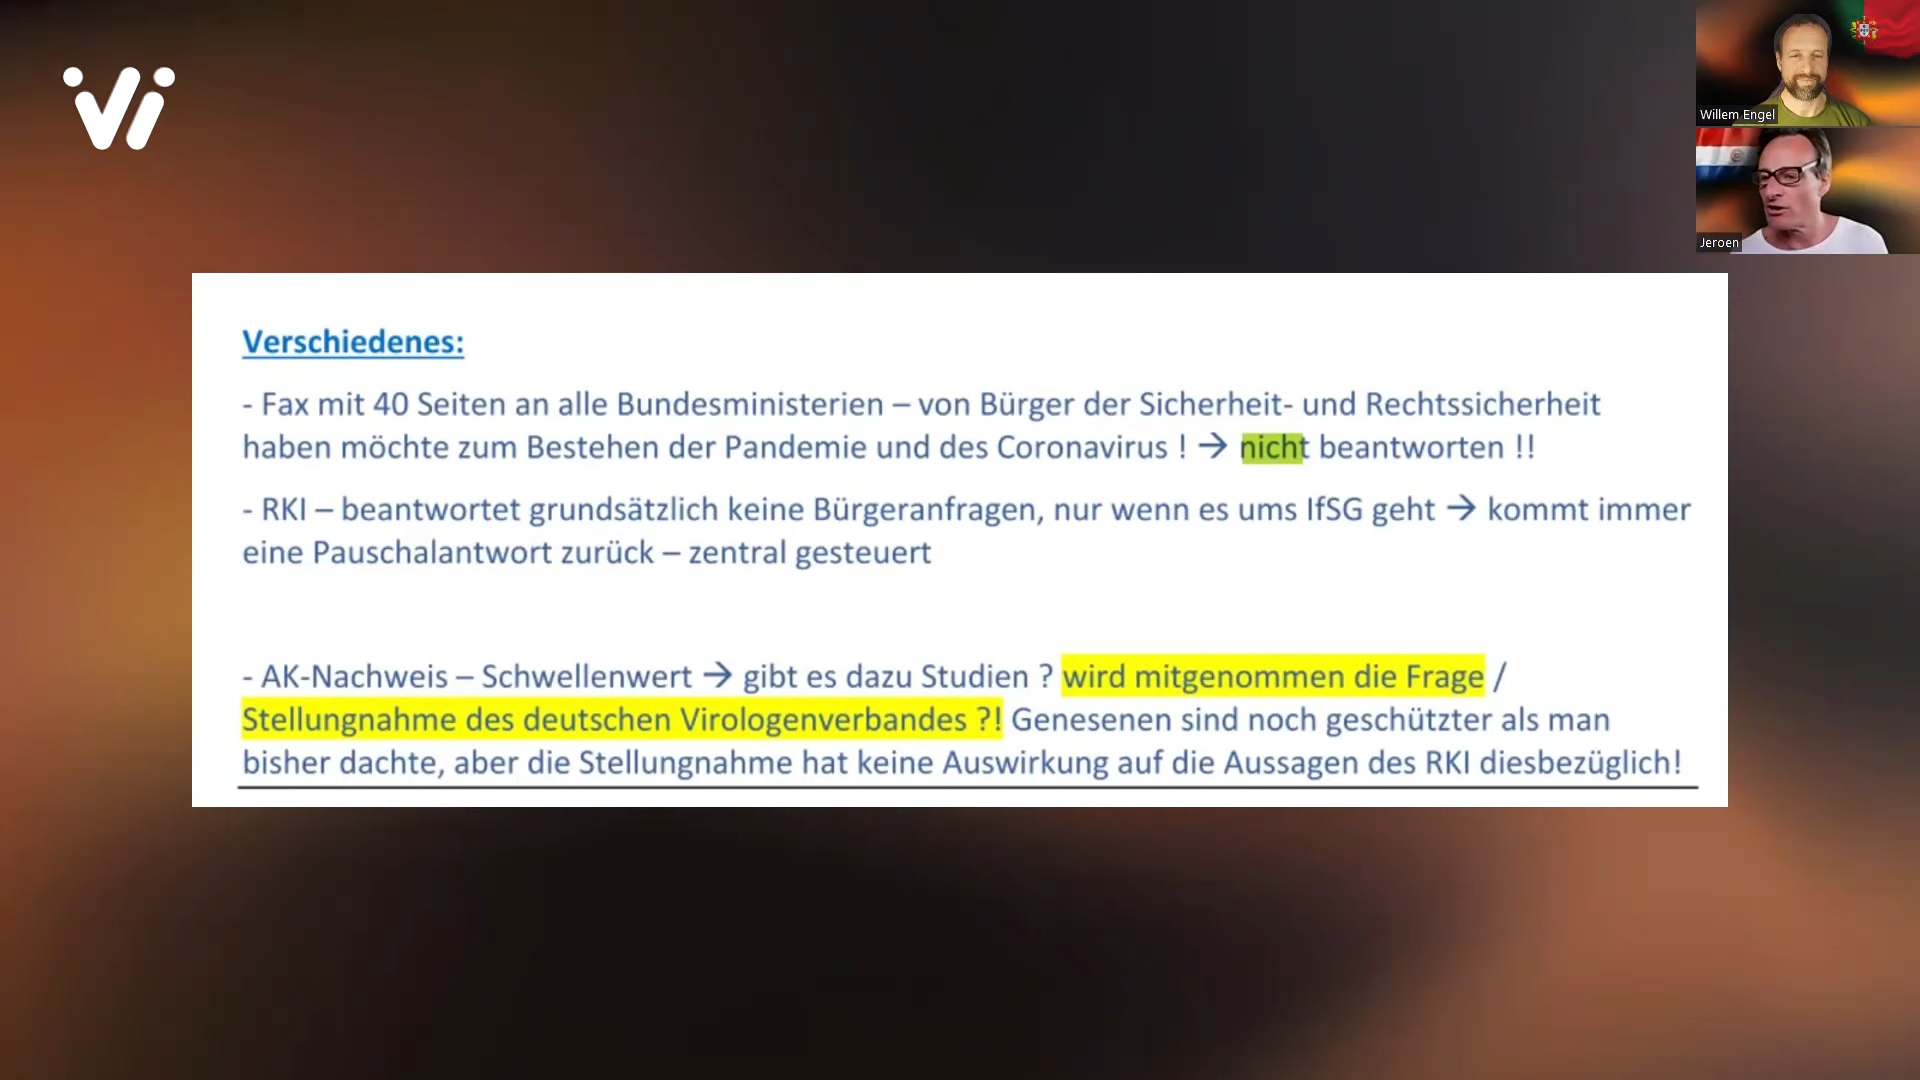 Vi
Willem Engel
Jeroen
Verschiedenes:
- Fax mit 40 Seiten an alle Bundesministerien – von Bürger der Sicherheit- und Rechtssicherheit
haben möchte zum Bestehen der Pandemie und des Coronavirus ! → nicht beantworten !!
- RKI – beantwortet grundsätzlich keine Bürgeranfragen, nur wenn es ums IfSG geht → kommt immer
eine Pauschalantwort zurück – zentral gesteuert
- AK-Nachweis – Schwellenwert → gibt es dazu Studien ? wird mitgenommen die Frage /
Stellungnahme des deutschen Virologenverbandes ?! Genesenen sind noch geschützter als man
bisher dachte, aber die Stellungnahme hat keine Auswirkung auf die Aussagen des RKI diesbezüglich!